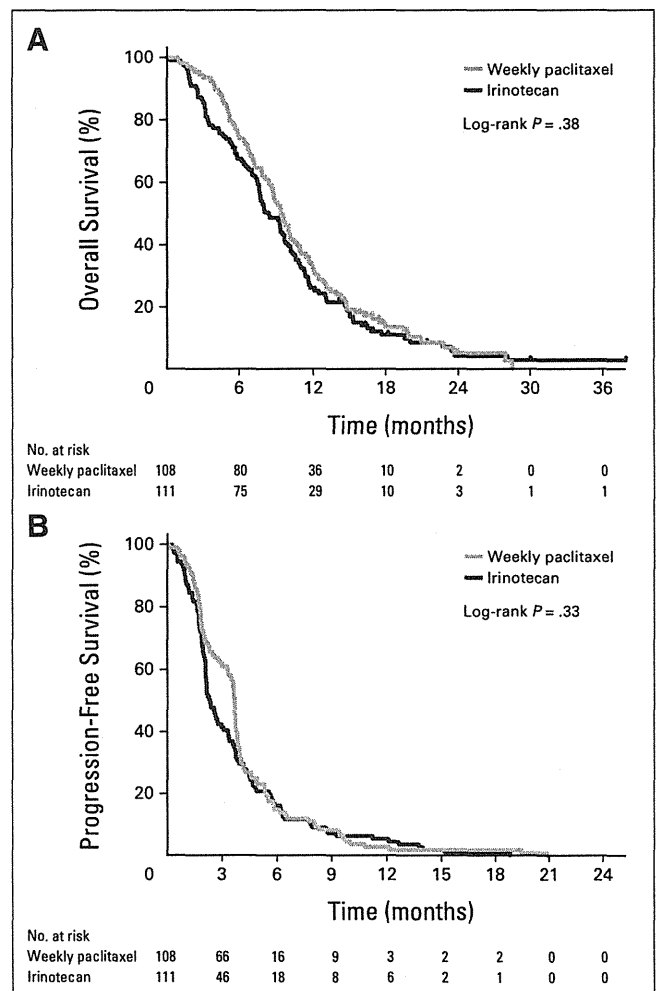 A
Overall Survival (%)
100
80
60
40
20
0
6 12 18 24 30 36
Time (months)
Weekly paclitaxel
Irinotecan
Log-rank P = .38
No. at risk
Weekly paclitaxel 108 80 36 10 2 0 0
Irinotecan 111 75 29 10 3 1 1
B
Progression-Free Survival (%)
100
80
60
40
20
0
3 6 9 12 15 18 21 24
Time (months)
Weekly paclitaxel
Irinotecan
Log-rank P = .33
No. at risk
Weekly paclitaxel 108 66 16 9 3 2 2 0 0
Irinotecan 111 46 18 8 6 2 1 0 0